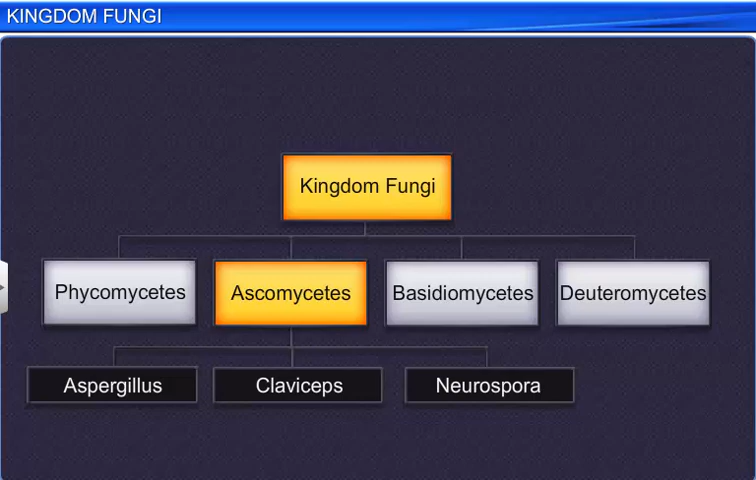 KINGDOM FUNGI
Kingdom Fungi
Phycomycetes
Ascomycetes
Basidiomycetes
Deuteromycetes
Aspergillus
Claviceps
Neurospora